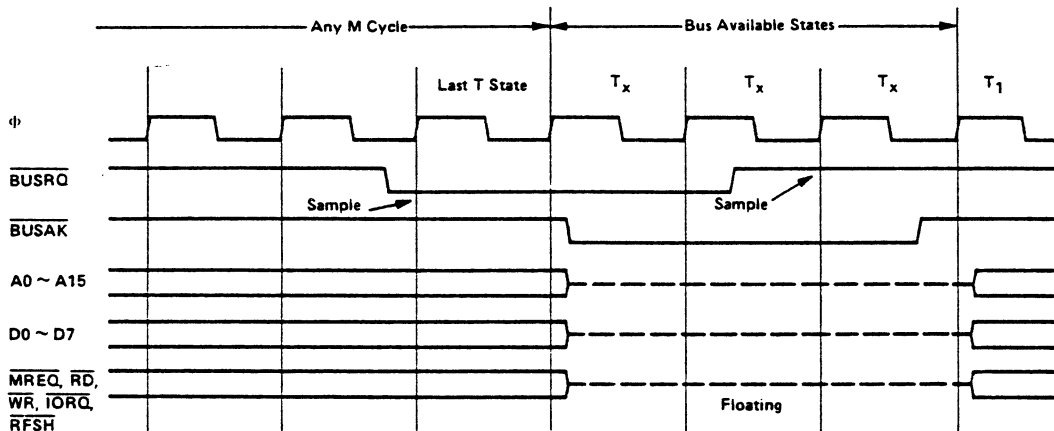 Any M Cycle
Bus Available States
Last T State
Tx
Tx
Tx
T1
Φ
BUSRQ
Sample
Sample
BUSAK
A0 ~ A15
D0 ~ D7
MREQ, RD,
WR, IORQ,
RFSH
Floating